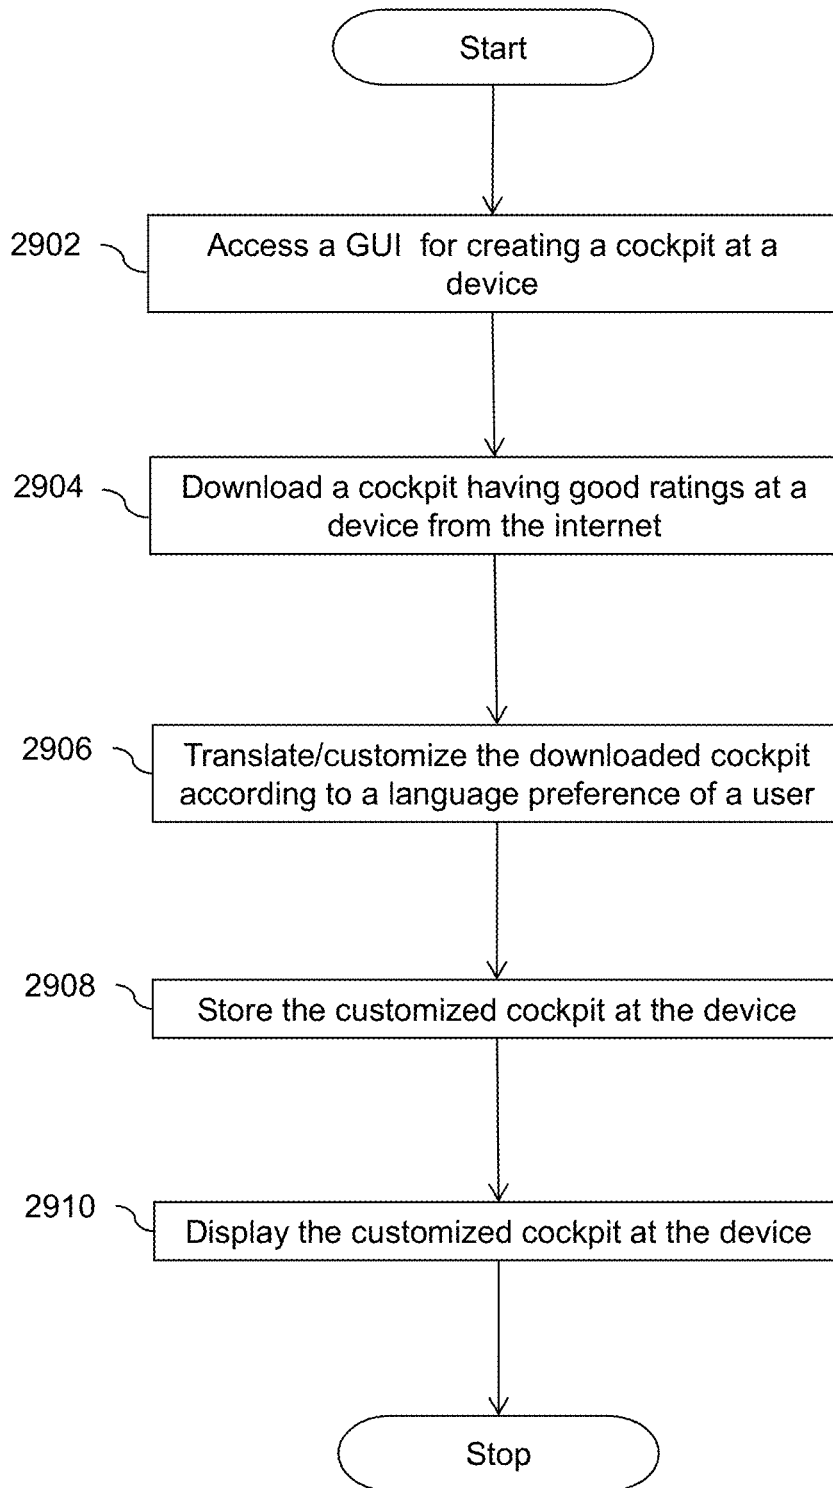 Start
2902
Access a GUI for creating a cockpit at a
device
2904
Download a cockpit having good ratings at a
device from the internet
2906
Translate/customize the downloaded cockpit
according to a language preference of a user
2908
Store the customized cockpit at the device
2910
Display the customized cockpit at the device
Stop